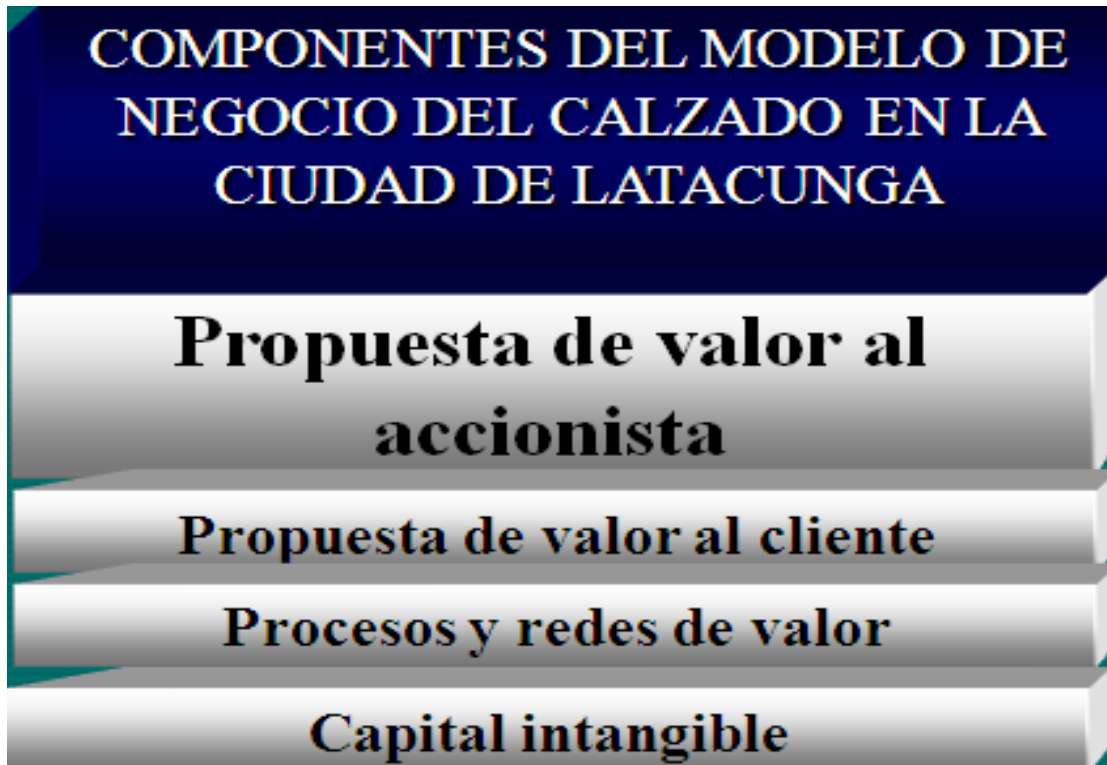 COMPONENTES DEL MODELO DE
NEGOCIO DEL CALZADO EN LA
CIUDAD DE LATACUNGA
Propuesta de valor al
accionista
Propuesta de valor al cliente
Procesos y redes de valor
Capital intangible